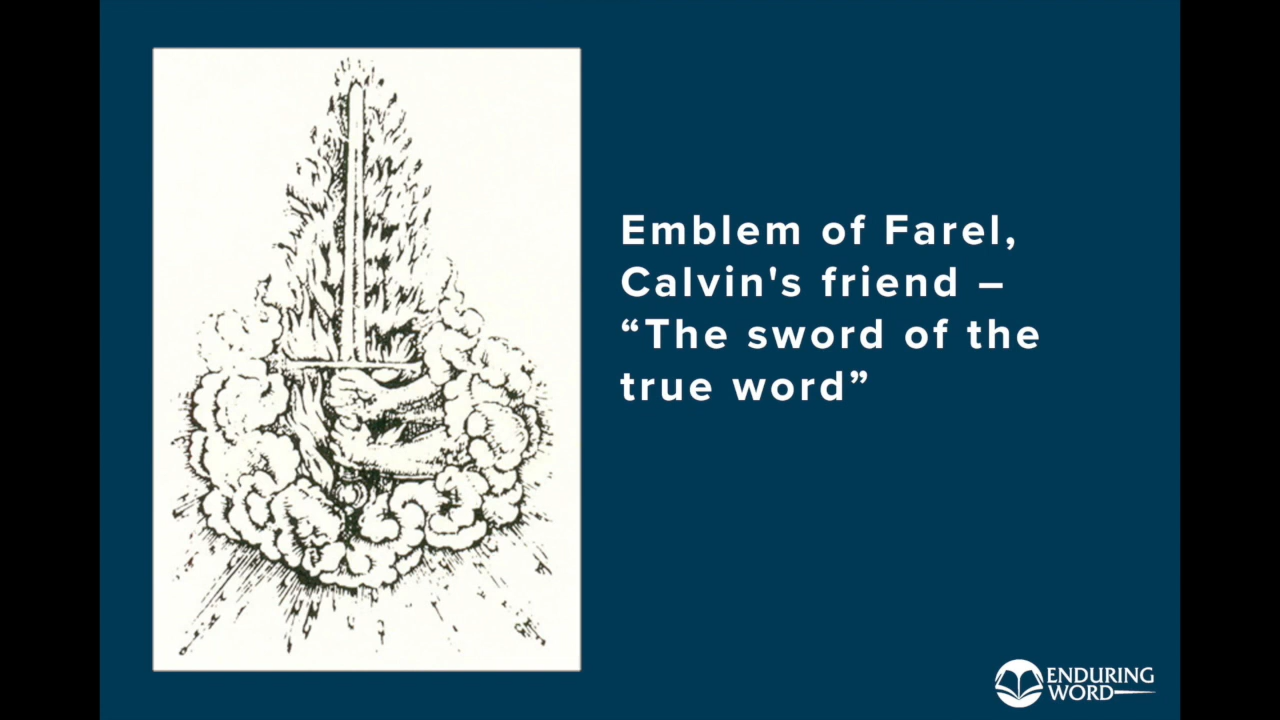 Emblem of Farel,
Calvin's friend –
“The sword of the
true word”
ENDURING
WORD